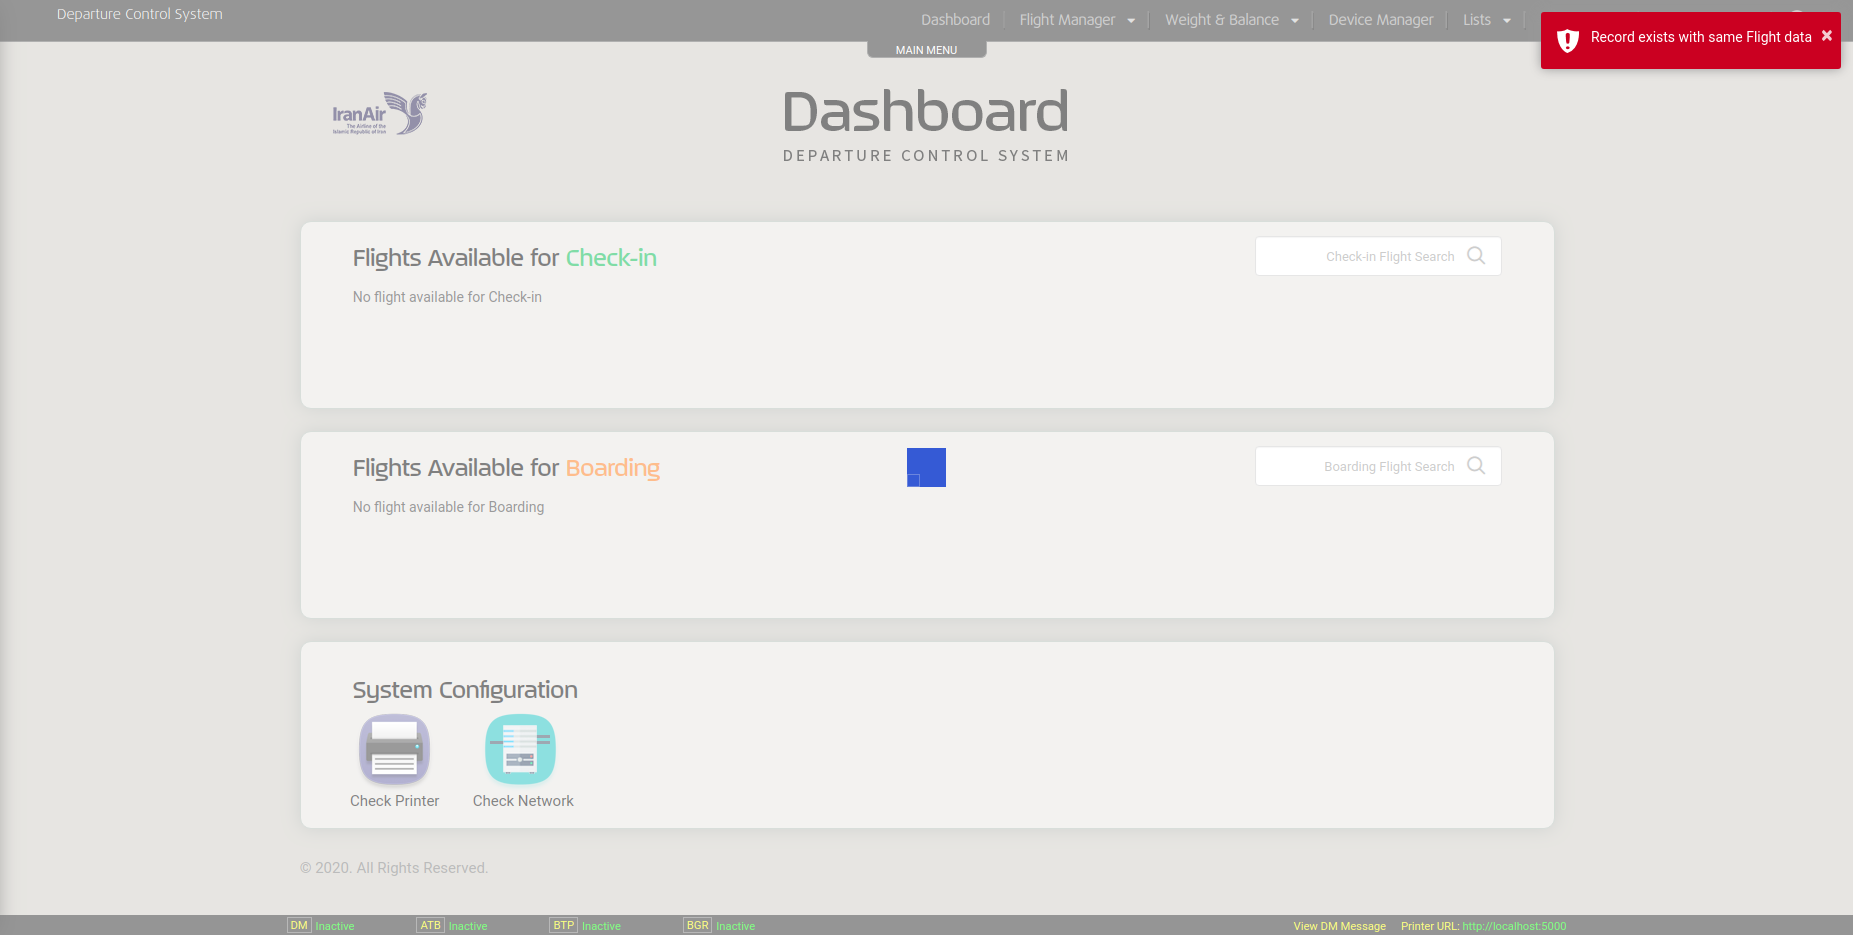 Departure Control System
Dashboard
Flight Manager
Weight & Balance
Device Manager
Lists
Record exists with same Flight data
×
MAIN MENU
IranAir
The Airline of the
Islamic Republic of Iran
Dashboard
DEPARTURE CONTROL SYSTEM
Flights Available for Check-in
Check-in Flight Search
No flight available for Check-in
Flights Available for Boarding
Boarding Flight Search
No flight available for Boarding
System Configuration
Check Printer
Check Network
© 2020. All Rights Reserved.
DM Inactive
ATB Inactive
BTP Inactive
BGR Inactive
View DM Message
Printer URL: http://localhost:5000